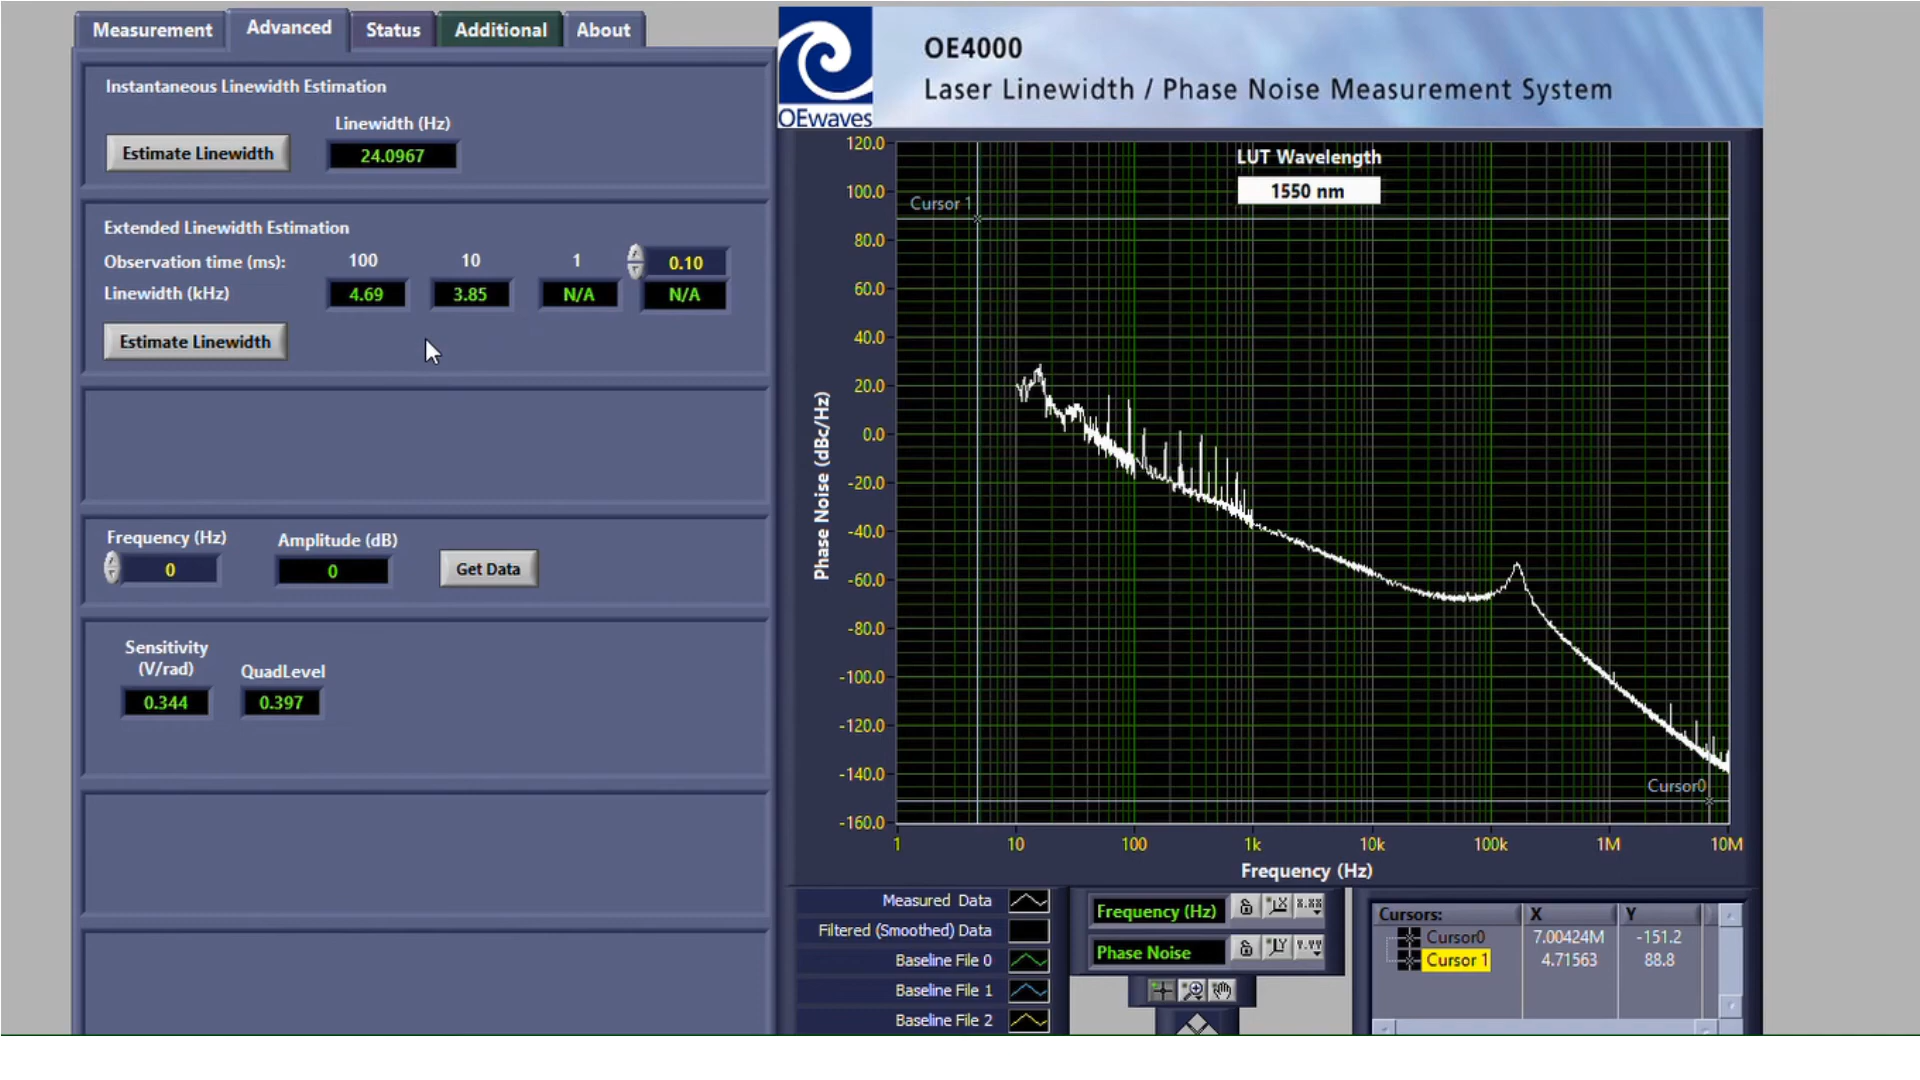 Measurement Advanced Status Additional About
Instantaneous Linewidth Estimation
Linewidth (Hz)
Estimate Linewidth 24.0967
Extended Linewidth Estimation
Observation time (ms): 100 10 1 0.10
Linewidth (kHz) 4.69 3.85 N/A N/A
Estimate Linewidth
Frequency (Hz) Amplitude (dB)
0 0 Get Data
Sensitivity
(V/rad) QuadLevel
0.344 0.397
OEwaves
OE4000
Laser Linewidth / Phase Noise Measurement System
LUT Wavelength
1550 nm
Cursor 1
Cursor0
Phase Noise (dBc/Hz)
120.0
100.0
80.0
60.0
40.0
20.0
0.0
-20.0
-40.0
-60.0
-80.0
-100.0
-120.0
-140.0
-160.0
1 10 100 1k 10k 100k 1M 10M
Frequency (Hz)
Measured Data
Filtered (Smoothed) Data
Baseline File 0
Baseline File 1
Baseline File 2
Frequency (Hz)
Phase Noise
Cursors: X Y
Cursor0 7.00424M -151.2
Cursor 1 4.71563 88.8